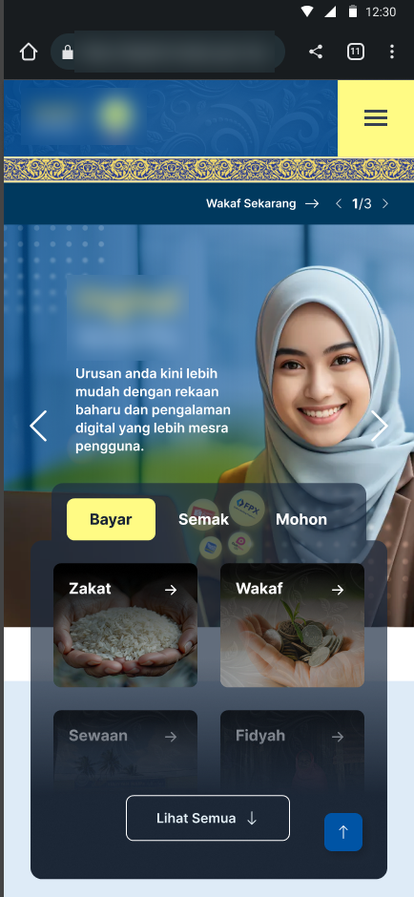 12:30
11
Wakaf Sekarang → < 1/3 >
Urusan anda kini lebih
mudah dengan rekaan
baharu dan pengalaman
digital yang lebih mesra
pengguna.
FPX
Bayar Semak Mohon
Zakat → Wakaf →
Sewaan → Fidyah →
Lihat Semua ↓